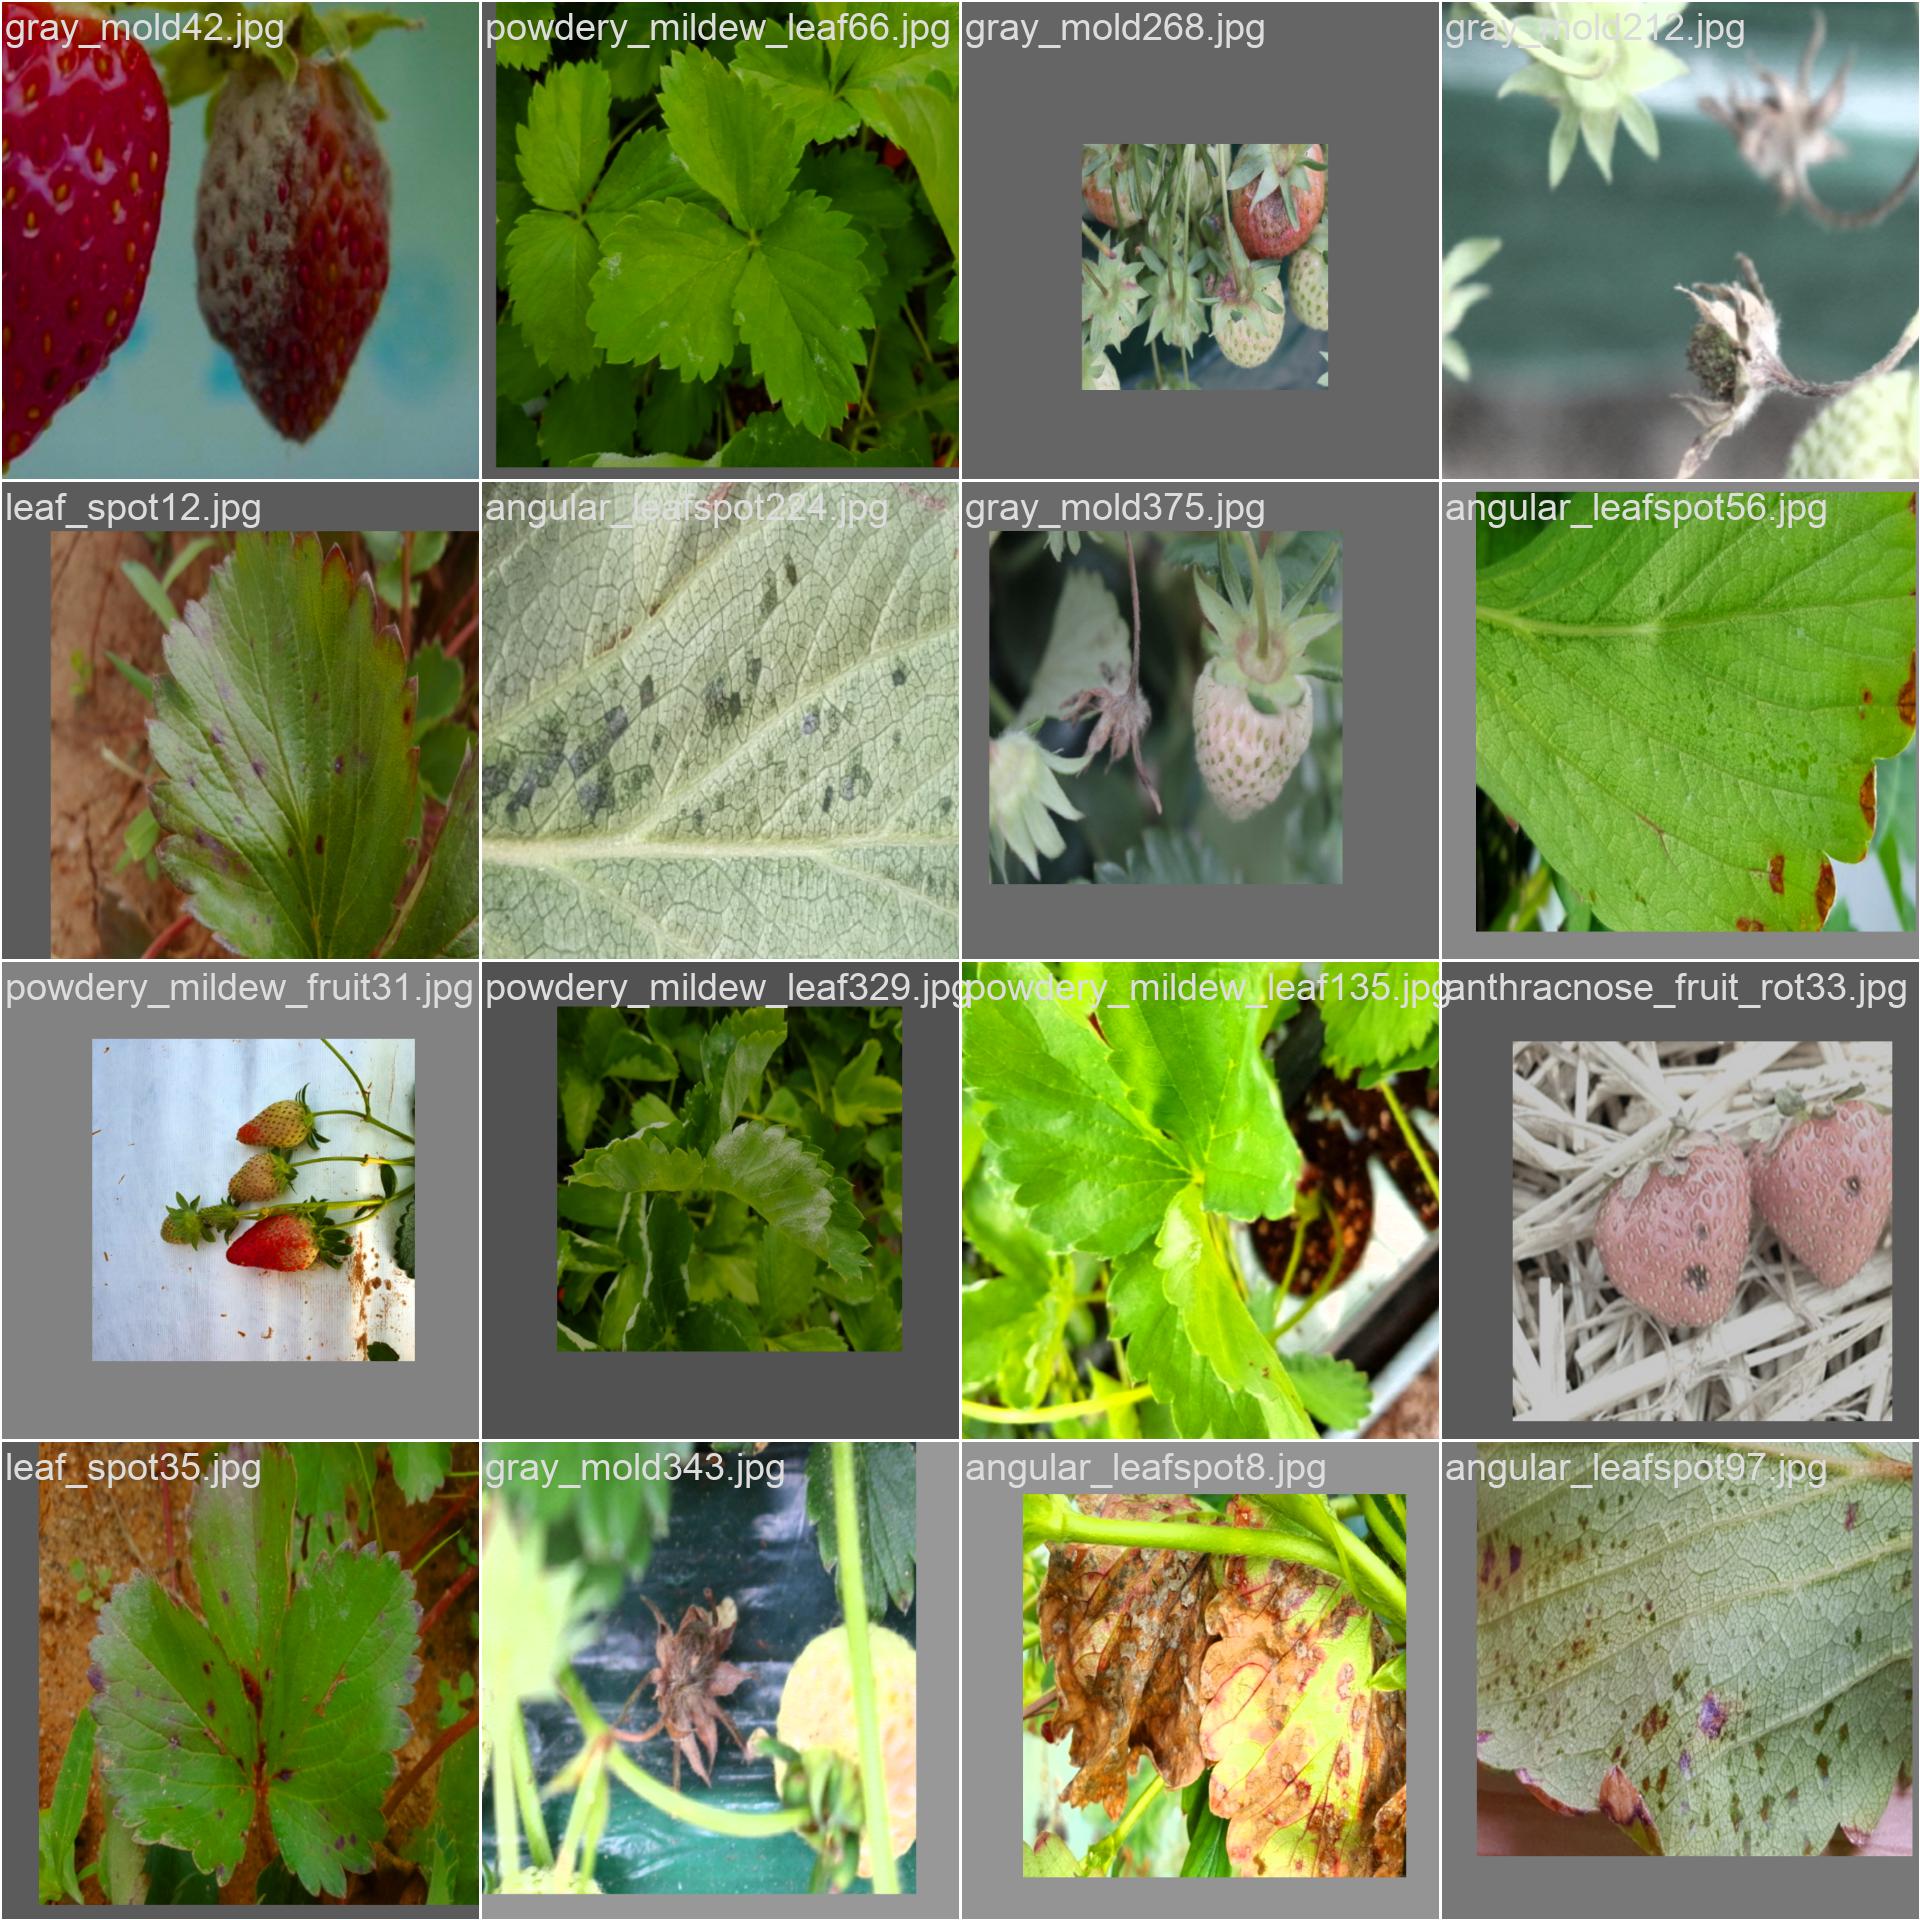 gray_mold42.jpg
powdery_mildew_leaf66.jpg
gray_mold268.jpg
gray_mold212.jpg
leaf_spot12.jpg
angular_leafspot224.jpg
gray_mold375.jpg
angular_leafspot56.jpg
powdery_mildew_fruit31.jpg
powdery_mildew_leaf329.jpg
powdery_mildew_leaf135.jpg
anthracnose_fruit_rot33.jpg
leaf_spot35.jpg
gray_mold343.jpg
angular_leafspot8.jpg
angular_leafspot97.jpg